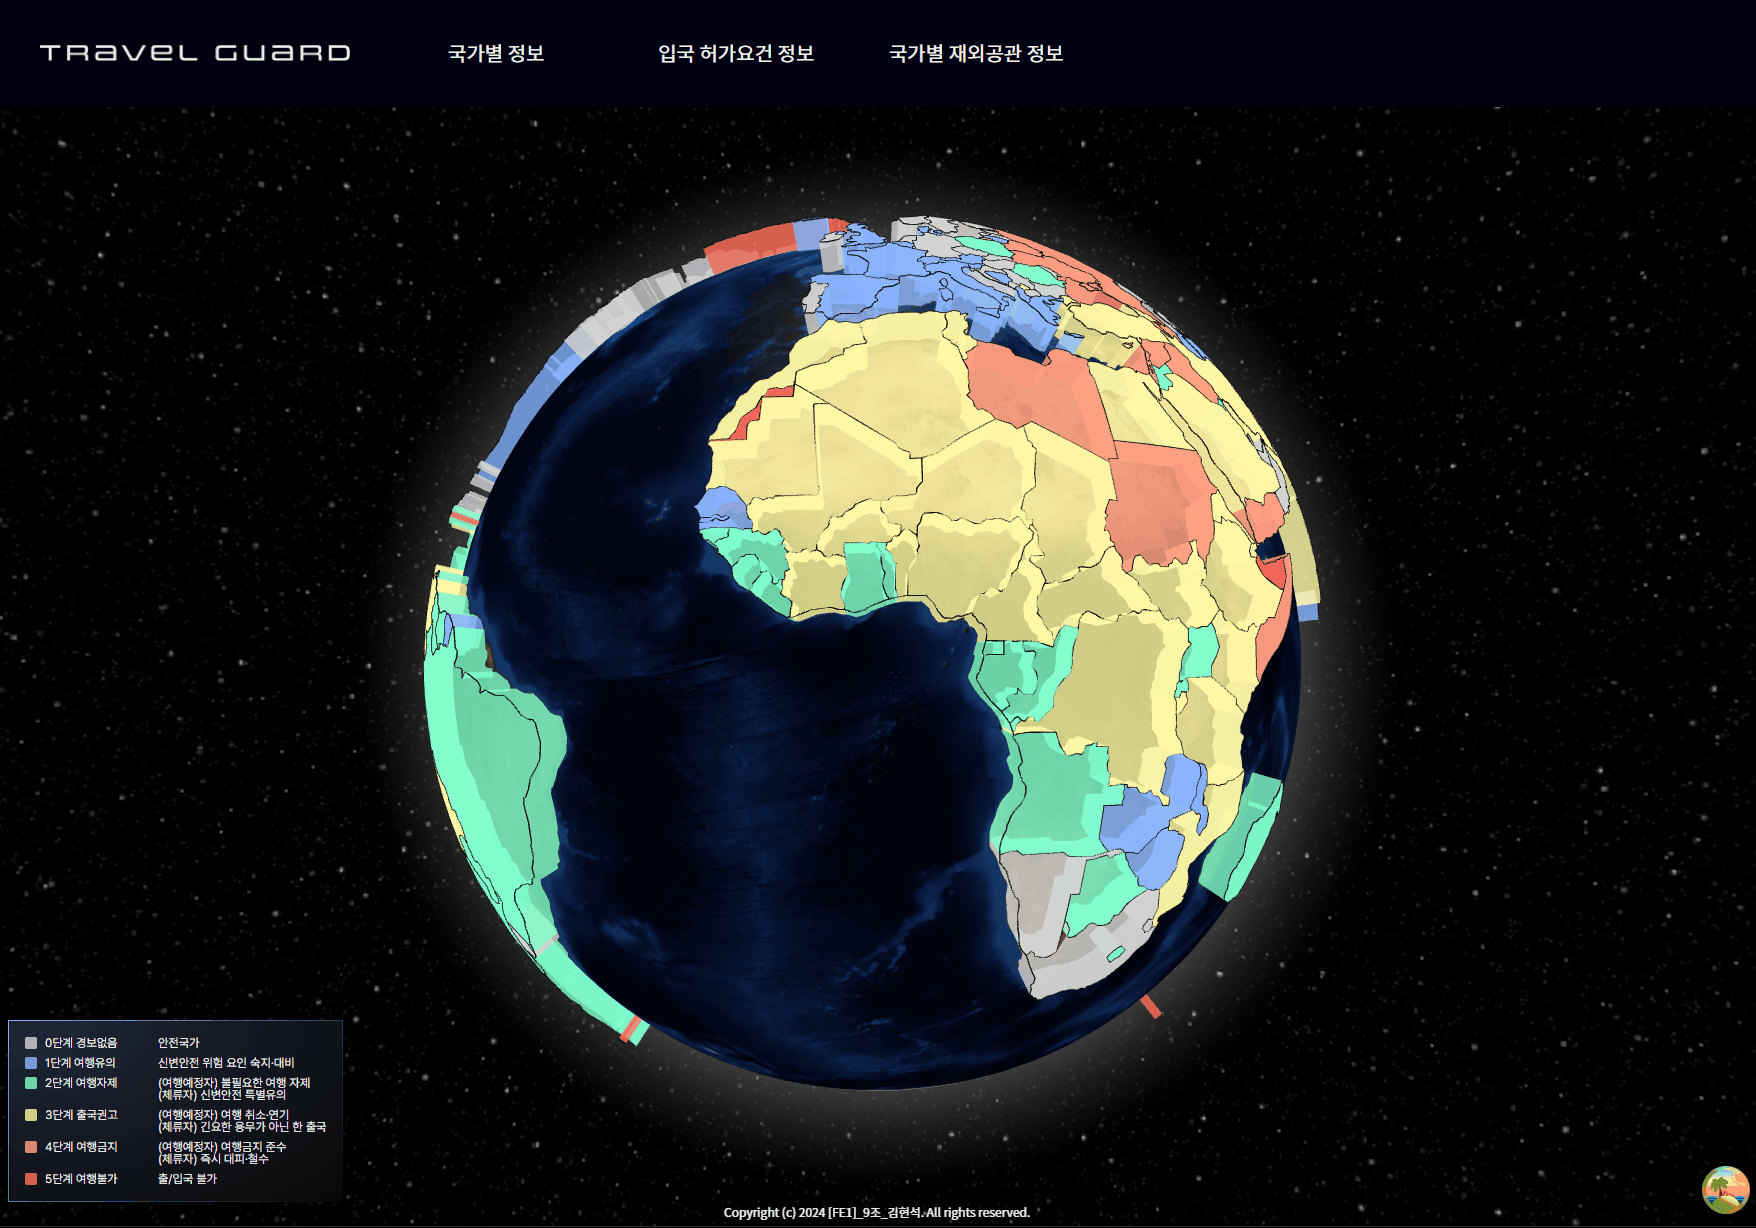 TRAVEL GUARD
국가별 정보
입국 허가요건 정보
국가별 재외공관 정보
0단계 경보없음 안전국가
1단계 여행유의 신변안전 위험 요인 숙지·대비
2단계 여행자제 (여행예정자) 불필요한 여행 자제
(체류자) 신변안전 특별유의
3단계 출국권고 (여행예정자) 여행 취소·연기
(체류자) 긴요한 용무가 아닌 한 출국
4단계 여행금지 (여행예정자) 여행금지 준수
(체류자) 즉시 대피·철수
5단계 여행불가 출/입국 불가
Copyright (c) 2024 [FE1]_9조_김현석. All rights reserved.